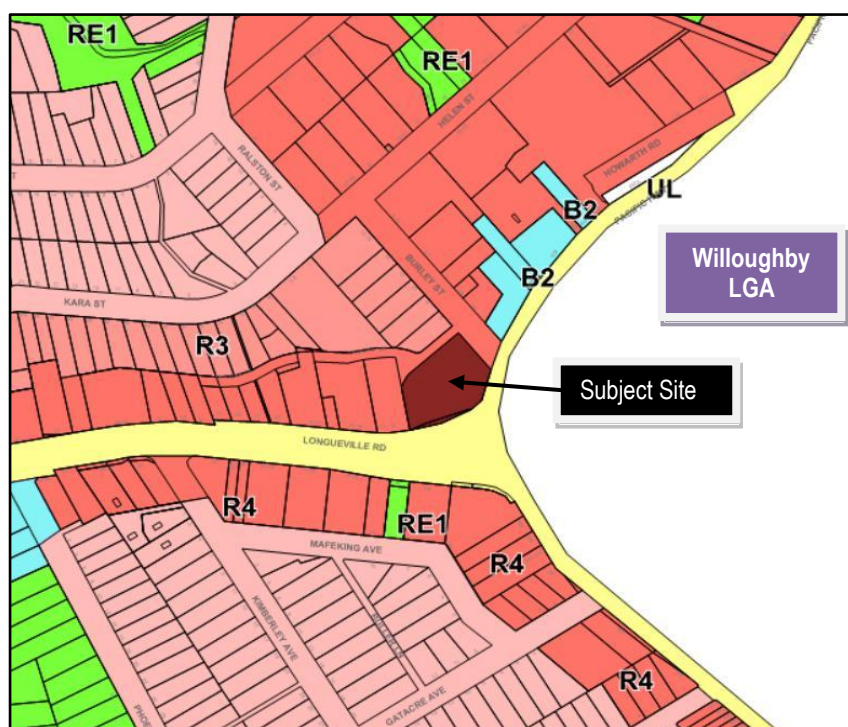 RE1
RE1
HELEN ST
RALSTON ST
HOWARTH RD
UL
B2
Willoughby
LGA
BURLEY ST
B2
KARA ST
R3
Subject Site
LONGUEVILLE RD
R4
RE1
MAFEKING AVE
R4
KIMBERLEY AVE
R4
GATACRE AVE